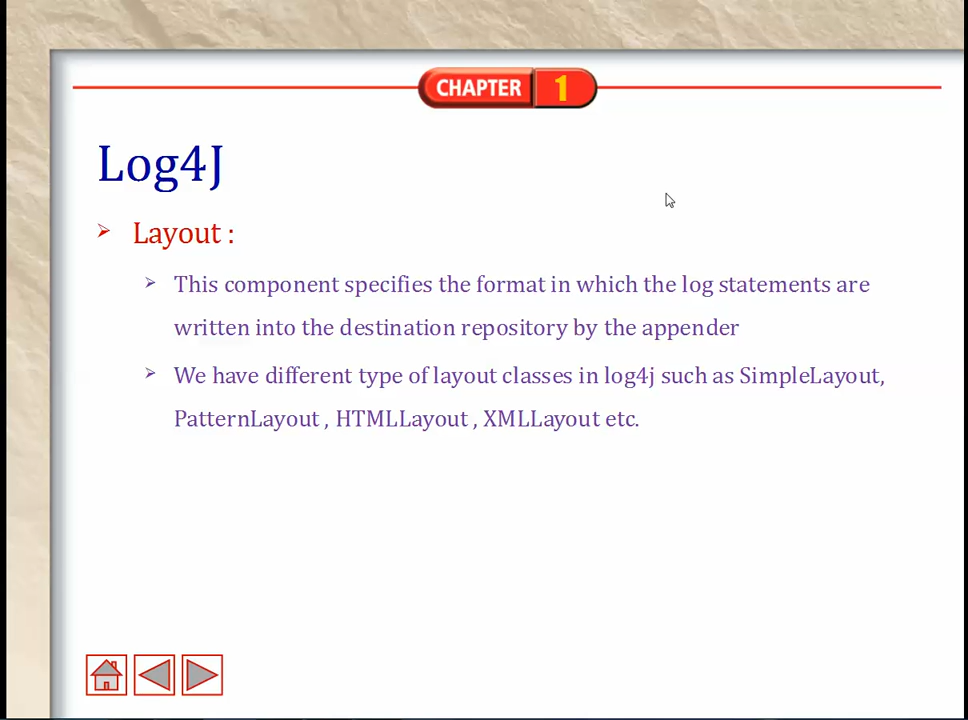 CHAPTER 1
Log4J
Layout :
This component specifies the format in which the log statements are
written into the destination repository by the appender
We have different type of layout classes in log4j such as SimpleLayout,
PatternLayout , HTMLLayout , XMLLayout etc.